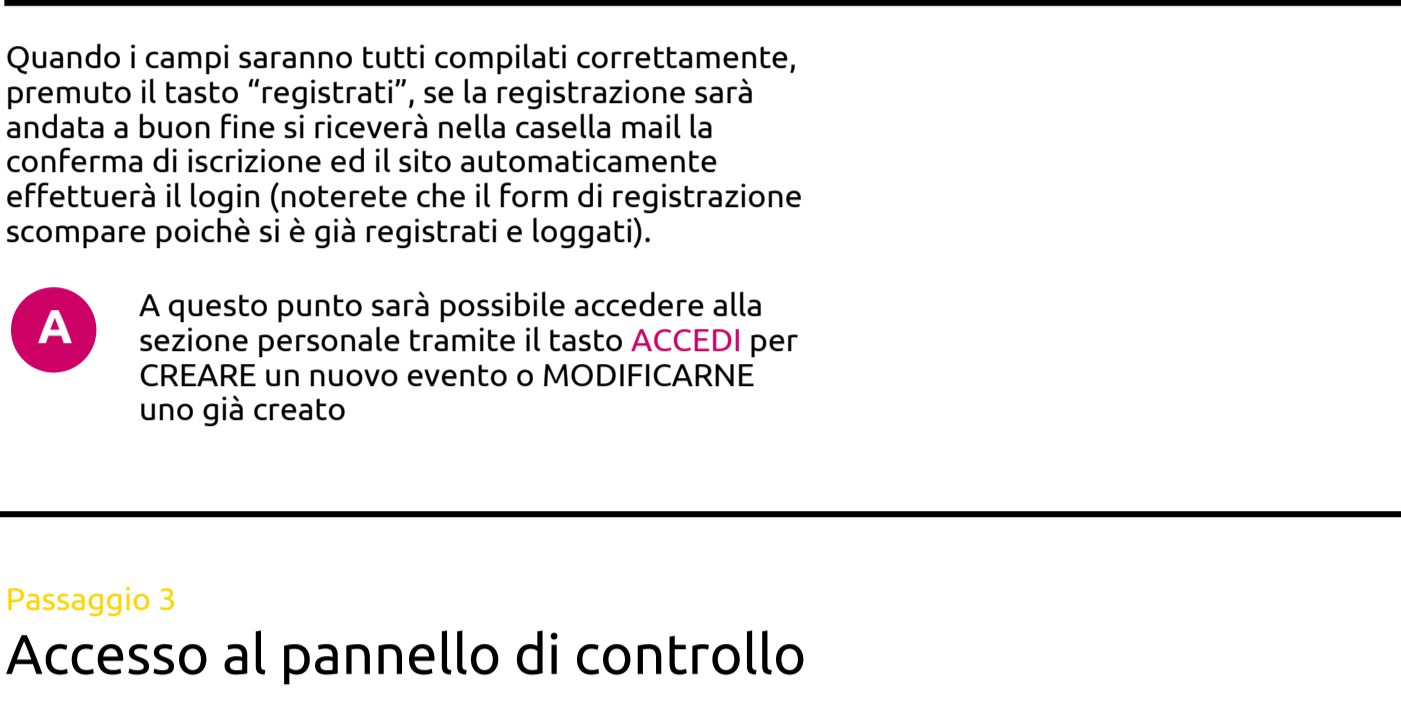 Quando i campi saranno tutti compilati correttamente,
premuto il tasto “registrati”, se la registrazione sarà
andata a buon fine si riceverà nella casella mail la
conferma di iscrizione ed il sito automaticamente
effettuerà il login (noterete che il form di registrazione
scompare poichè si è già registrati e loggati).
A
A questo punto sarà possibile accedere alla
sezione personale tramite il tasto ACCEDI per
CREARE un nuovo evento o MODIFICARNE
uno già creato
Passaggio 3
Accesso al pannello di controllo